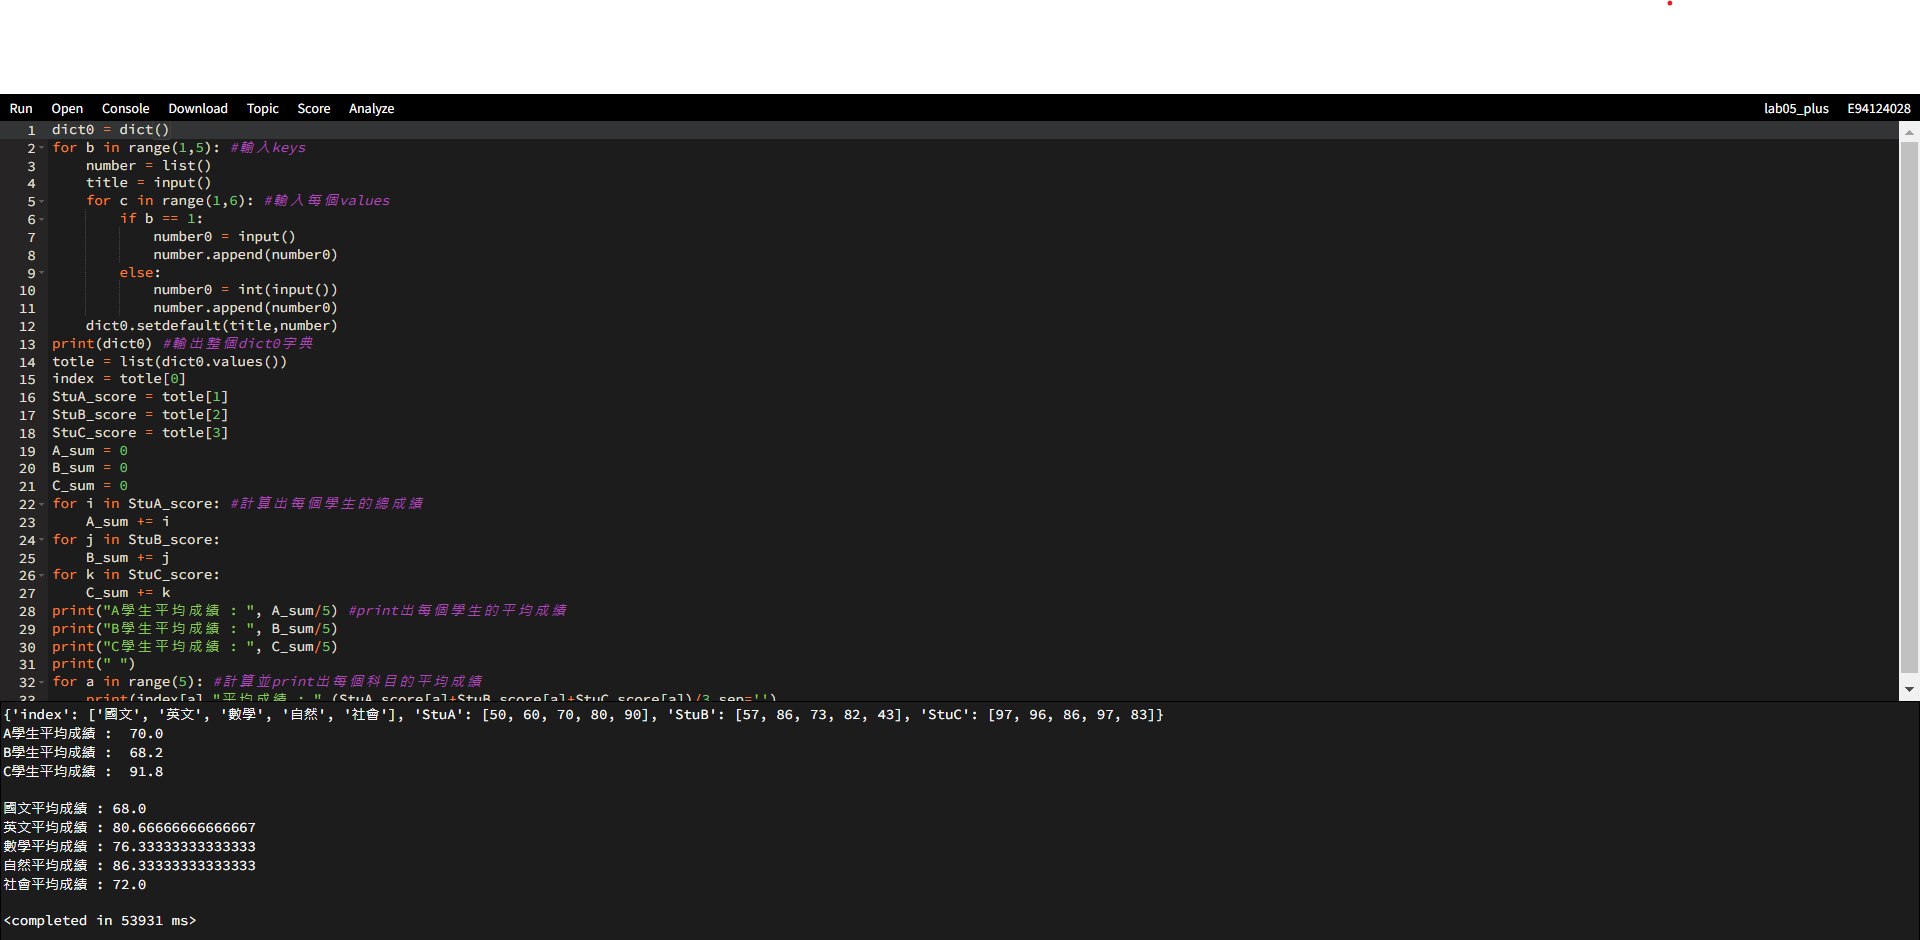 Run Open Console Download Topic Score Analyze lab05_plus E94124028
1 dict0 = dict()
2 for b in range(1,5): #輸入keys
3     number = list()
4     title = input()
5     for c in range(1,6): #輸入每個values
6         if b == 1:
7             number0 = input()
8             number.append(number0)
9         else:
10             number0 = int(input())
11             number.append(number0)
12     dict0.setdefault(title,number)
13 print(dict0) #輸出整個dict0字典
14 totle = list(dict0.values())
15 index = totle[0]
16 StuA_score = totle[1]
17 StuB_score = totle[2]
18 StuC_score = totle[3]
19 A_sum = 0
20 B_sum = 0
21 C_sum = 0
22 for i in StuA_score: #計算出每個學生的總成績
23     A_sum += i
24 for j in StuB_score:
25     B_sum += j
26 for k in StuC_score:
27     C_sum += k
28 print("A學生平均成績 : ", A_sum/5) #print出每個學生的平均成績
29 print("B學生平均成績 : ", B_sum/5)
30 print("C學生平均成績 : ", C_sum/5)
31 print(" ")
32 for a in range(5): #計算並print出每個科目的平均成績
33     print(index[a],"平均成績 : ",(StuA_score[a]+StuB_score[a]+StuC_score[a])/3,sep='')
{'index': ['國文', '英文', '數學', '自然', '社會'], 'StuA': [50, 60, 70, 80, 90], 'StuB': [57, 86, 73, 82, 43], 'StuC': [97, 96, 86, 97, 83]}
A學生平均成績 :  70.0
B學生平均成績 :  68.2
C學生平均成績 :  91.8
國文平均成績 : 68.0
英文平均成績 : 80.66666666666667
數學平均成績 : 76.33333333333333
自然平均成績 : 86.33333333333333
社會平均成績 : 72.0
<completed in 53931 ms>